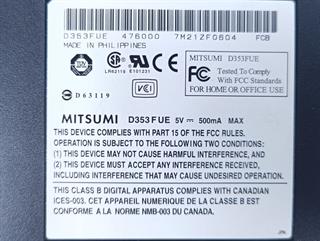 D353FUE 476000 7M21ZF0604 FCB
MADE IN PHILIPPINES
MITSUMI D353FUE
Tested To Comply
With FCC Standards
FOR HOME OR OFFICE USE
LR62119 E101231
D63119
VCI
MITSUMI D353FUE 5V 500mA MAX
THIS DEVICE COMPLIES WITH PART 15 OF THE FCC RULES.
OPERATION IS SUBJECT TO THE FOLLOWING TWO CONDITIONS:
(1) THIS DEVICE MAY NOT CAUSE HARMFUL INTERFERENCE, AND
(2) THIS DEVICE MUST ACCEPT ANY INTERFERENCE RECEIVED,
INCLUDING INTERFERENCE THAT MAY CAUSE UNDESIRED OPERATION.
THIS CLASS B DIGITAL APPARATUS COMPLIES WITH CANADIAN
ICES-003. CET APPAREIL NUMERIQUE DE LA CLASSE B EST
CONFORME A LA NORME NMB-003 DU CANADA.